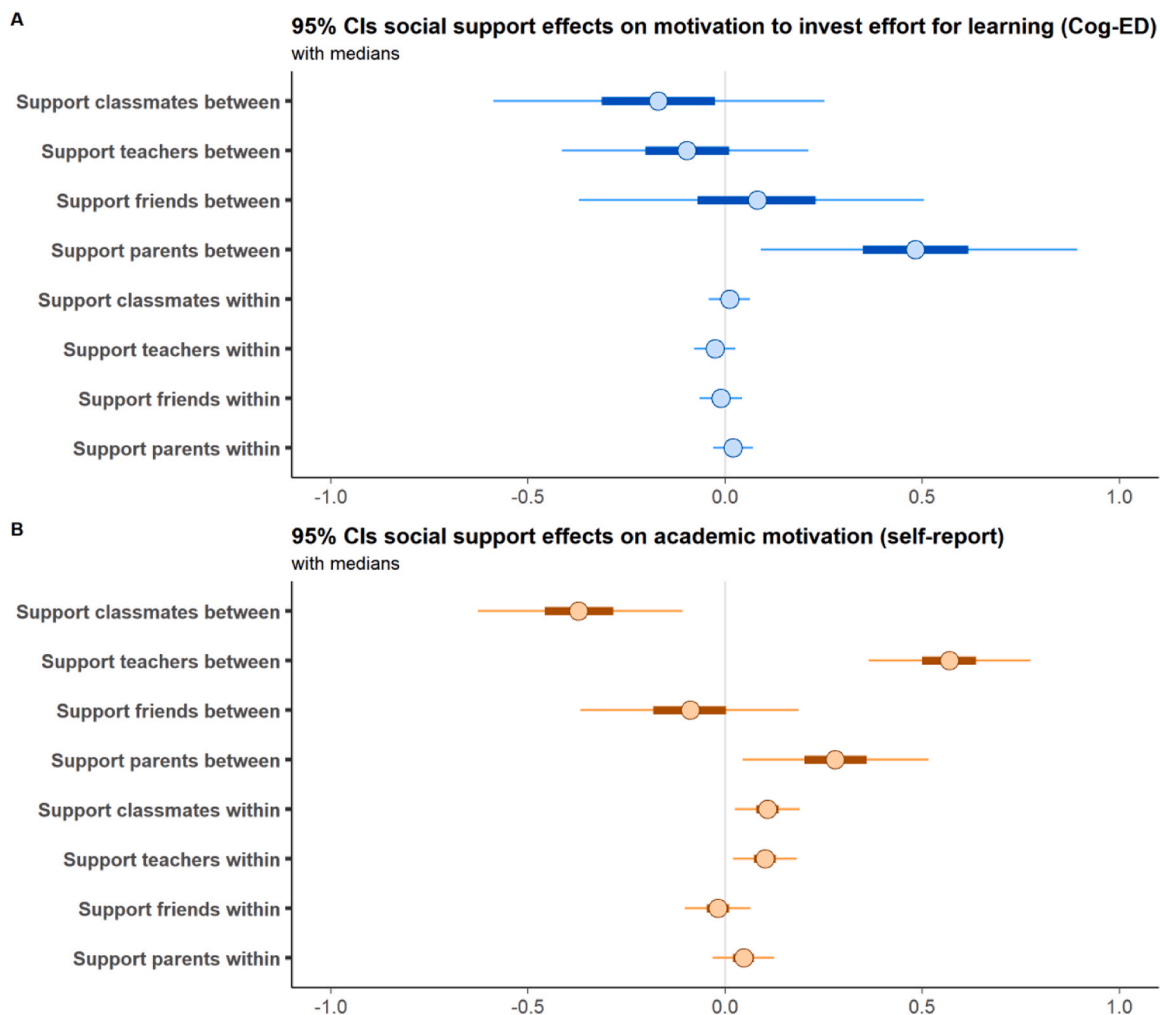 A
95% CIs social support effects on motivation to invest effort for learning (Cog-ED)
with medians
Support classmates between
Support teachers between
Support friends between
Support parents between
Support classmates within
Support teachers within
Support friends within
Support parents within
-1.0 -0.5 0.0 0.5 1.0
B
95% CIs social support effects on academic motivation (self-report)
with medians
Support classmates between
Support teachers between
Support friends between
Support parents between
Support classmates within
Support teachers within
Support friends within
Support parents within
-1.0 -0.5 0.0 0.5 1.0